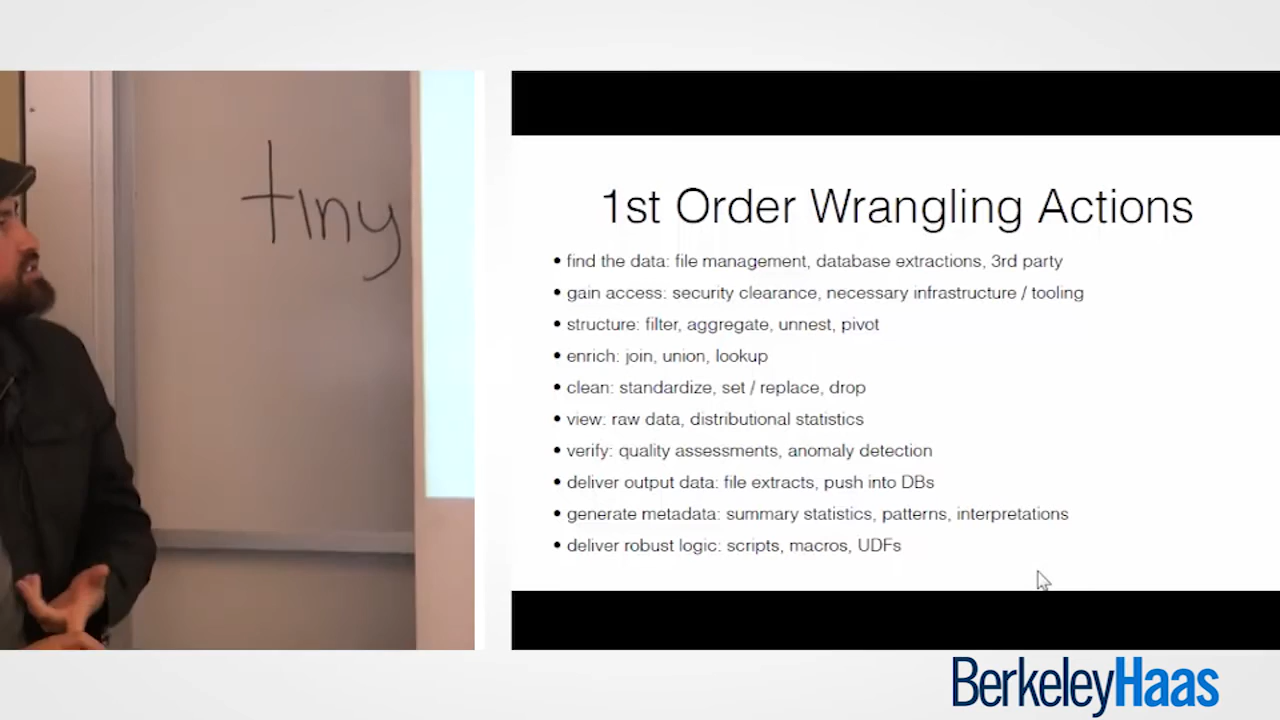 tiny
1st Order Wrangling Actions
• find the data: file management, database extractions, 3rd party
• gain access: security clearance, necessary infrastructure / tooling
• structure: filter, aggregate, unnest, pivot
• enrich: join, union, lookup
• clean: standardize, set / replace, drop
• view: raw data, distributional statistics
• verify: quality assessments, anomaly detection
• deliver output data: file extracts, push into DBs
• generate metadata: summary statistics, patterns, interpretations
• deliver robust logic: scripts, macros, UDFs
BerkeleyHaas